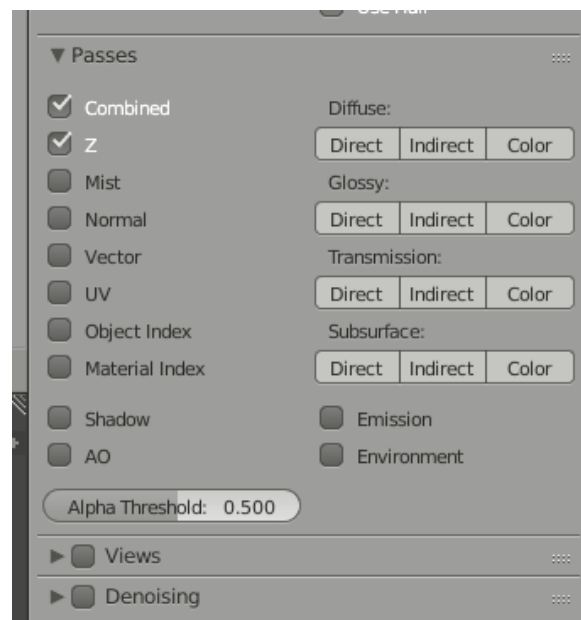 Passes
Combined
Diffuse:
Z
Direct Indirect Color
Mist
Glossy:
Normal
Direct Indirect Color
Vector
Transmission:
UV
Direct Indirect Color
Object Index
Subsurface:
Material Index
Direct Indirect Color
Shadow
Emission
AO
Environment
Alpha Threshold: 0.500
Views
Denoising